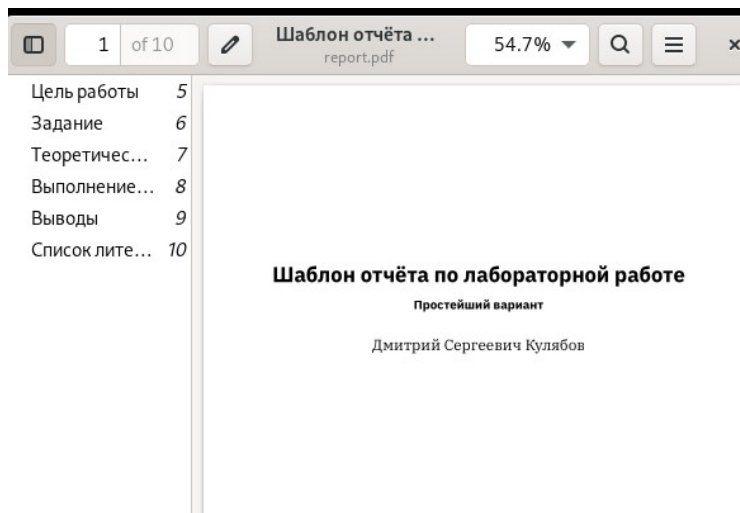 1 of 10
Шаблон отчёта ...
report.pdf
54.7%
Цель работы 5
Задание 6
Теоретичес... 7
Выполнение... 8
Выводы 9
Список лите... 10
Шаблон отчёта по лабораторной работе
Простейший вариант
Дмитрий Сергеевич Кулябов